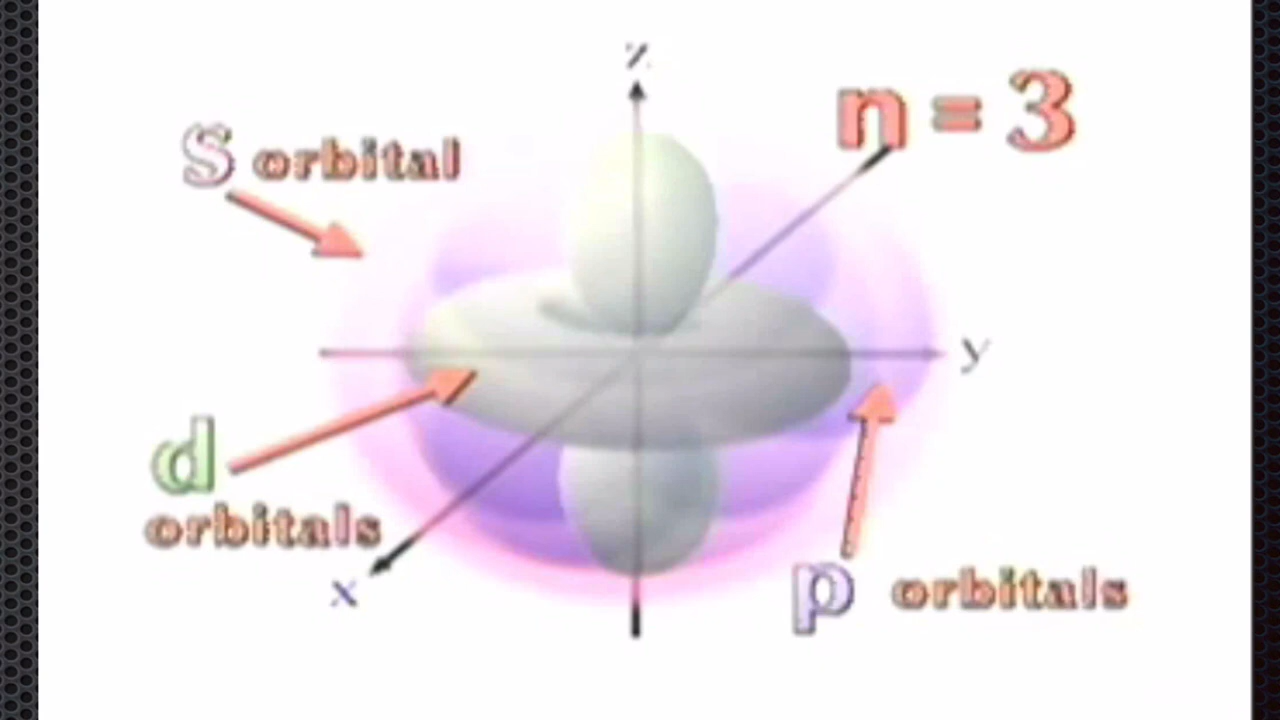 z
n = 3
S orbital
y
d
orbitals
x
p orbitals